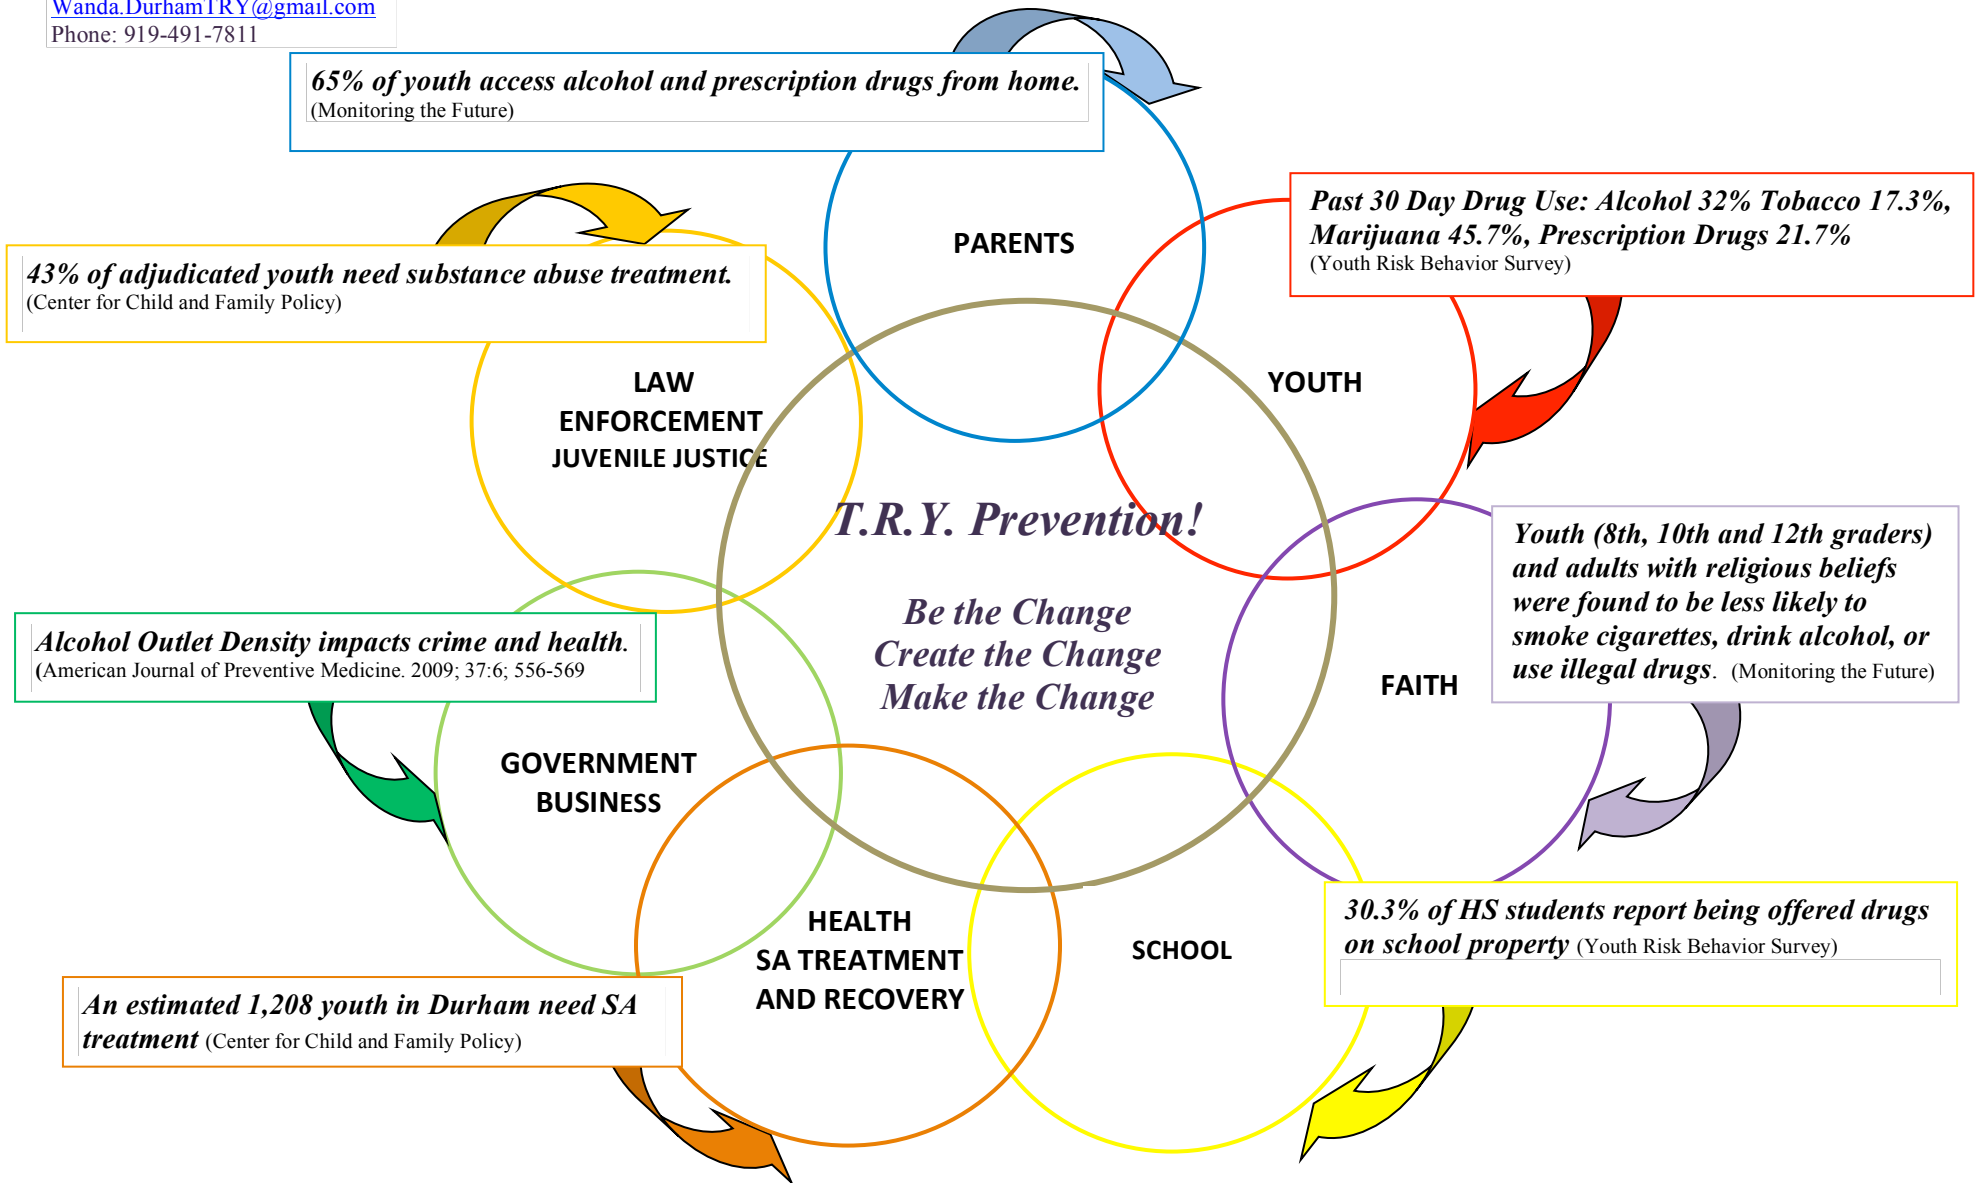 Wanda.DurhamTRY@gmail.com
Phone: 919-491-7811
65% of youth access alcohol and prescription drugs from home.
(Monitoring the Future)
PARENTS
Past 30 Day Drug Use: Alcohol 32% Tobacco 17.3%,
Marijuana 45.7%, Prescription Drugs 21.7%
(Youth Risk Behavior Survey)
43% of adjudicated youth need substance abuse treatment.
(Center for Child and Family Policy)
LAW
ENFORCEMENT
JUVENILE JUSTICE
YOUTH
T.R.Y. Prevention!
Be the Change
Create the Change
Make the Change
Youth (8th, 10th and 12th graders)
and adults with religious beliefs
were found to be less likely to
smoke cigarettes, drink alcohol, or
use illegal drugs. (Monitoring the Future)
FAITH
Alcohol Outlet Density impacts crime and health.
(American Journal of Preventive Medicine. 2009; 37:6; 556-569
GOVERNMENT
BUSINESS
HEALTH
SA TREATMENT
AND RECOVERY
SCHOOL
30.3% of HS students report being offered drugs
on school property (Youth Risk Behavior Survey)
An estimated 1,208 youth in Durham need SA
treatment (Center for Child and Family Policy)